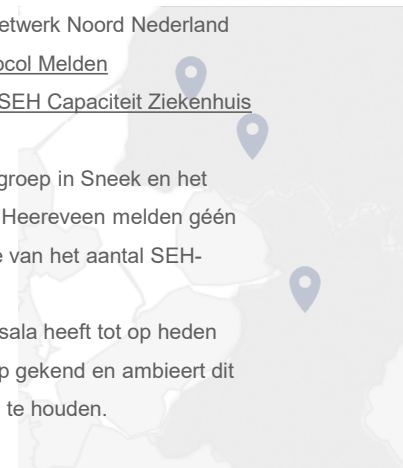 etwerk Noord Nederland
ocol Melden
SEH Capaciteit Ziekenhuis
groep in Sneek en het
Heereveen melden géén
e van het aantal SEH-
sala heeft tot op heden
p gekend en ambieert dit
te houden.